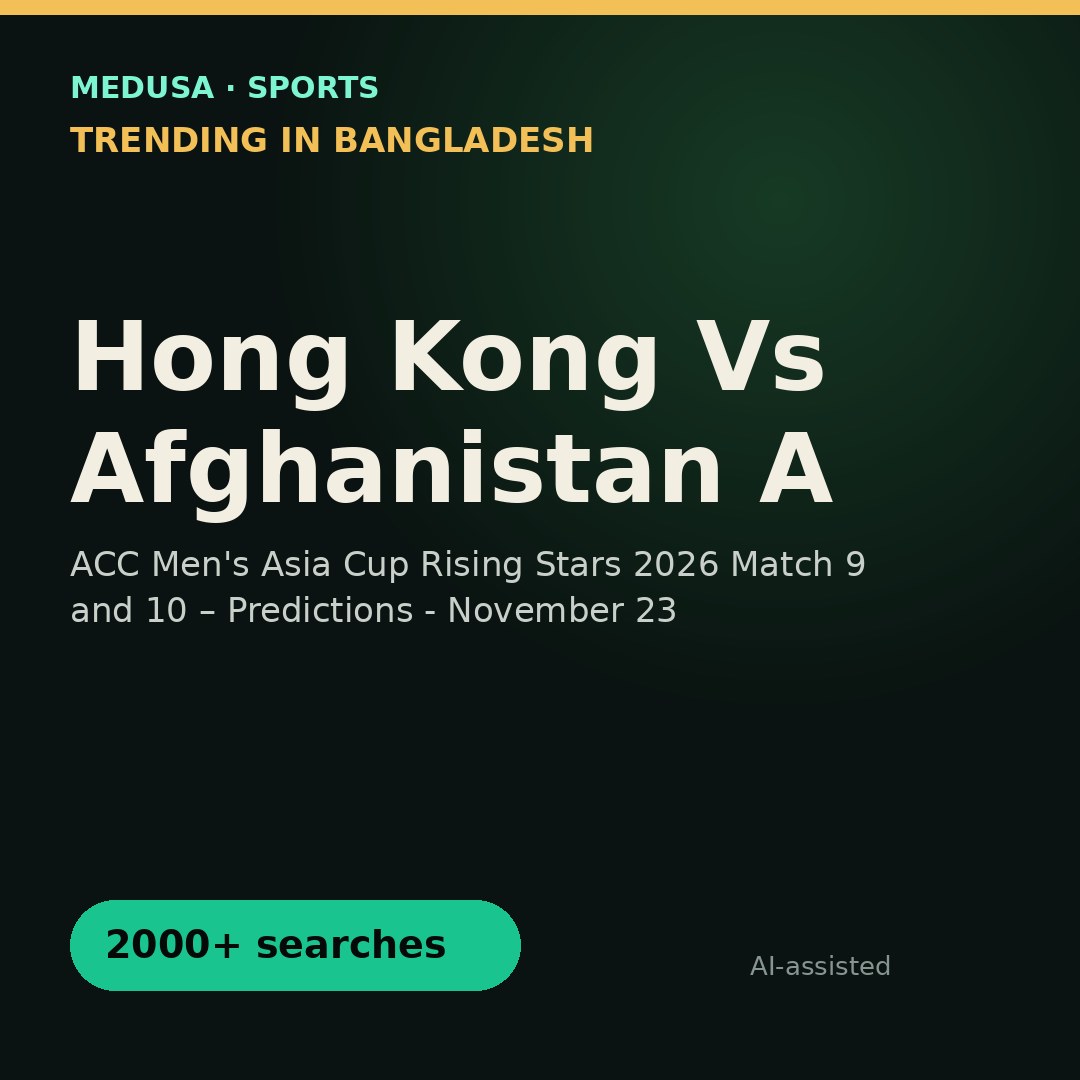 MEDUSA · SPORTS
TRENDING IN BANGLADESH
Hong Kong Vs
Afghanistan A
ACC Men's Asia Cup Rising Stars 2026 Match 9
and 10 – Predictions - November 23
2000+ searches
AI-assisted